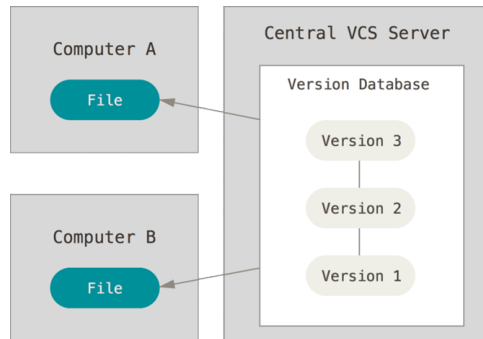 Computer A
File
Computer B
File
Central VCS Server
Version Database
Version 3
Version 2
Version 1